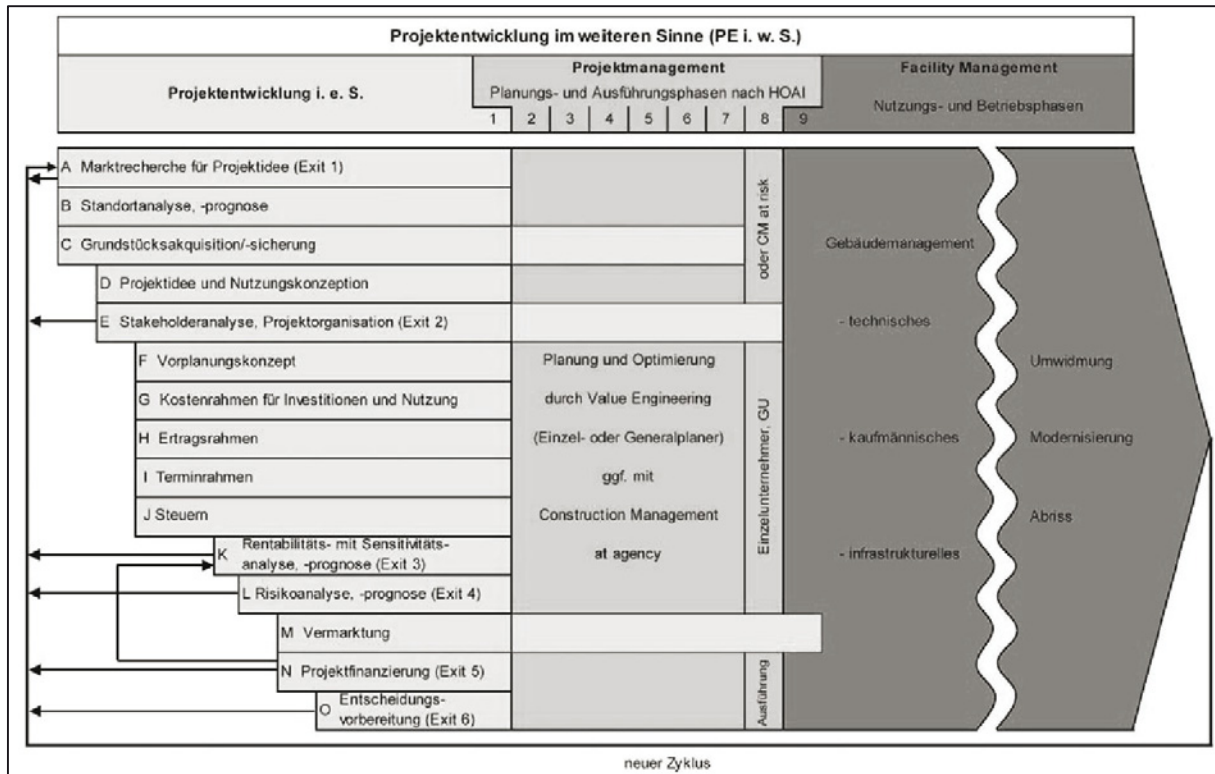 Projektentwicklung im weiteren Sinne (PE i. w. S.)
Projektentwicklung i. e. S.
Projektmanagement
Planungs- und Ausführungsphasen nach HOAI
1 2 3 4 5 6 7 8 9
Facility Management
Nutzungs- und Betriebsphasen
A Marktrecherche für Projektidee (Exit 1)
B Standortanalyse, -prognose
C Grundstücksakquisition/-sicherung
D Projektidee und Nutzungskonzeption
E Stakeholderanalyse, Projektorganisation (Exit 2)
F Vorplanungskonzept
G Kostenrahmen für Investitionen und Nutzung
H Ertragsrahmen
I Terminrahmen
J Steuern
K Rentabilitäts- mit Sensitivitäts-
analyse, -prognose (Exit 3)
L Risikoanalyse, -prognose (Exit 4)
M Vermarktung
N Projektfinanzierung (Exit 5)
O Entscheidungs-
vorbereitung (Exit 6)
Planung und Optimierung
durch Value Engineering
(Einzel- oder Generalplaner)
ggf. mit
Construction Management
at agency
oder CM at risk
Einzelunternehmer, GU
Ausführung
Gebäudemanagement
- technisches
- kaufmännisches
- infrastrukturelles
Umwidmung
Modernisierung
Abriss
neuer Zyklus